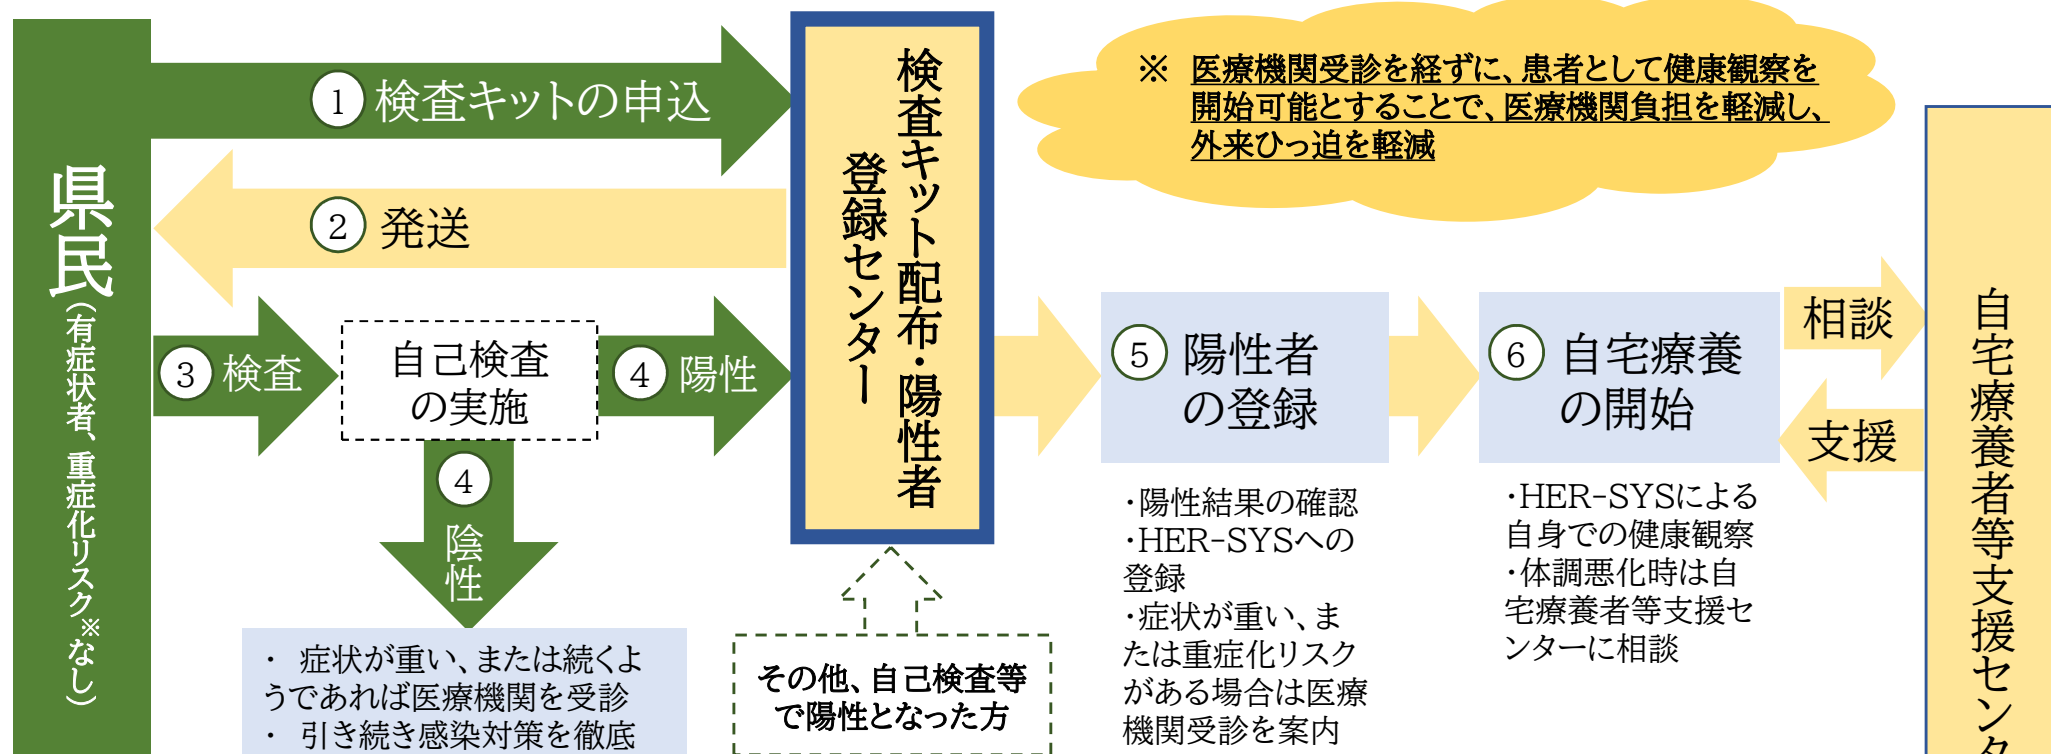 県民
(有症状者、重症化リスク※なし)
① 検査キットの申込
② 発送
③ 検査
自己検査
の実施
④ 陽性
④
陰性
・ 症状が重い、または続くよ
うであれば医療機関を受診
・ 引き続き感染対策を徹底
検査キット配布・陽性者
登録センター
その他、自己検査等
で陽性となった方
※ 医療機関受診を経ずに、患者として健康観察を
開始可能とすることで、医療機関負担を軽減し、
外来ひっ迫を軽減
⑤ 陽性者
の登録
・陽性結果の確認
・HER-SYSへの
登録
・症状が重い、ま
たは重症化リスク
がある場合は医療
機関受診を案内
⑥ 自宅療養
の開始
・HER-SYSによる
自身での健康観察
・体調悪化時は自
宅療養者等支援セ
ンターに相談
相談
支援
自宅療養者等支援センタ